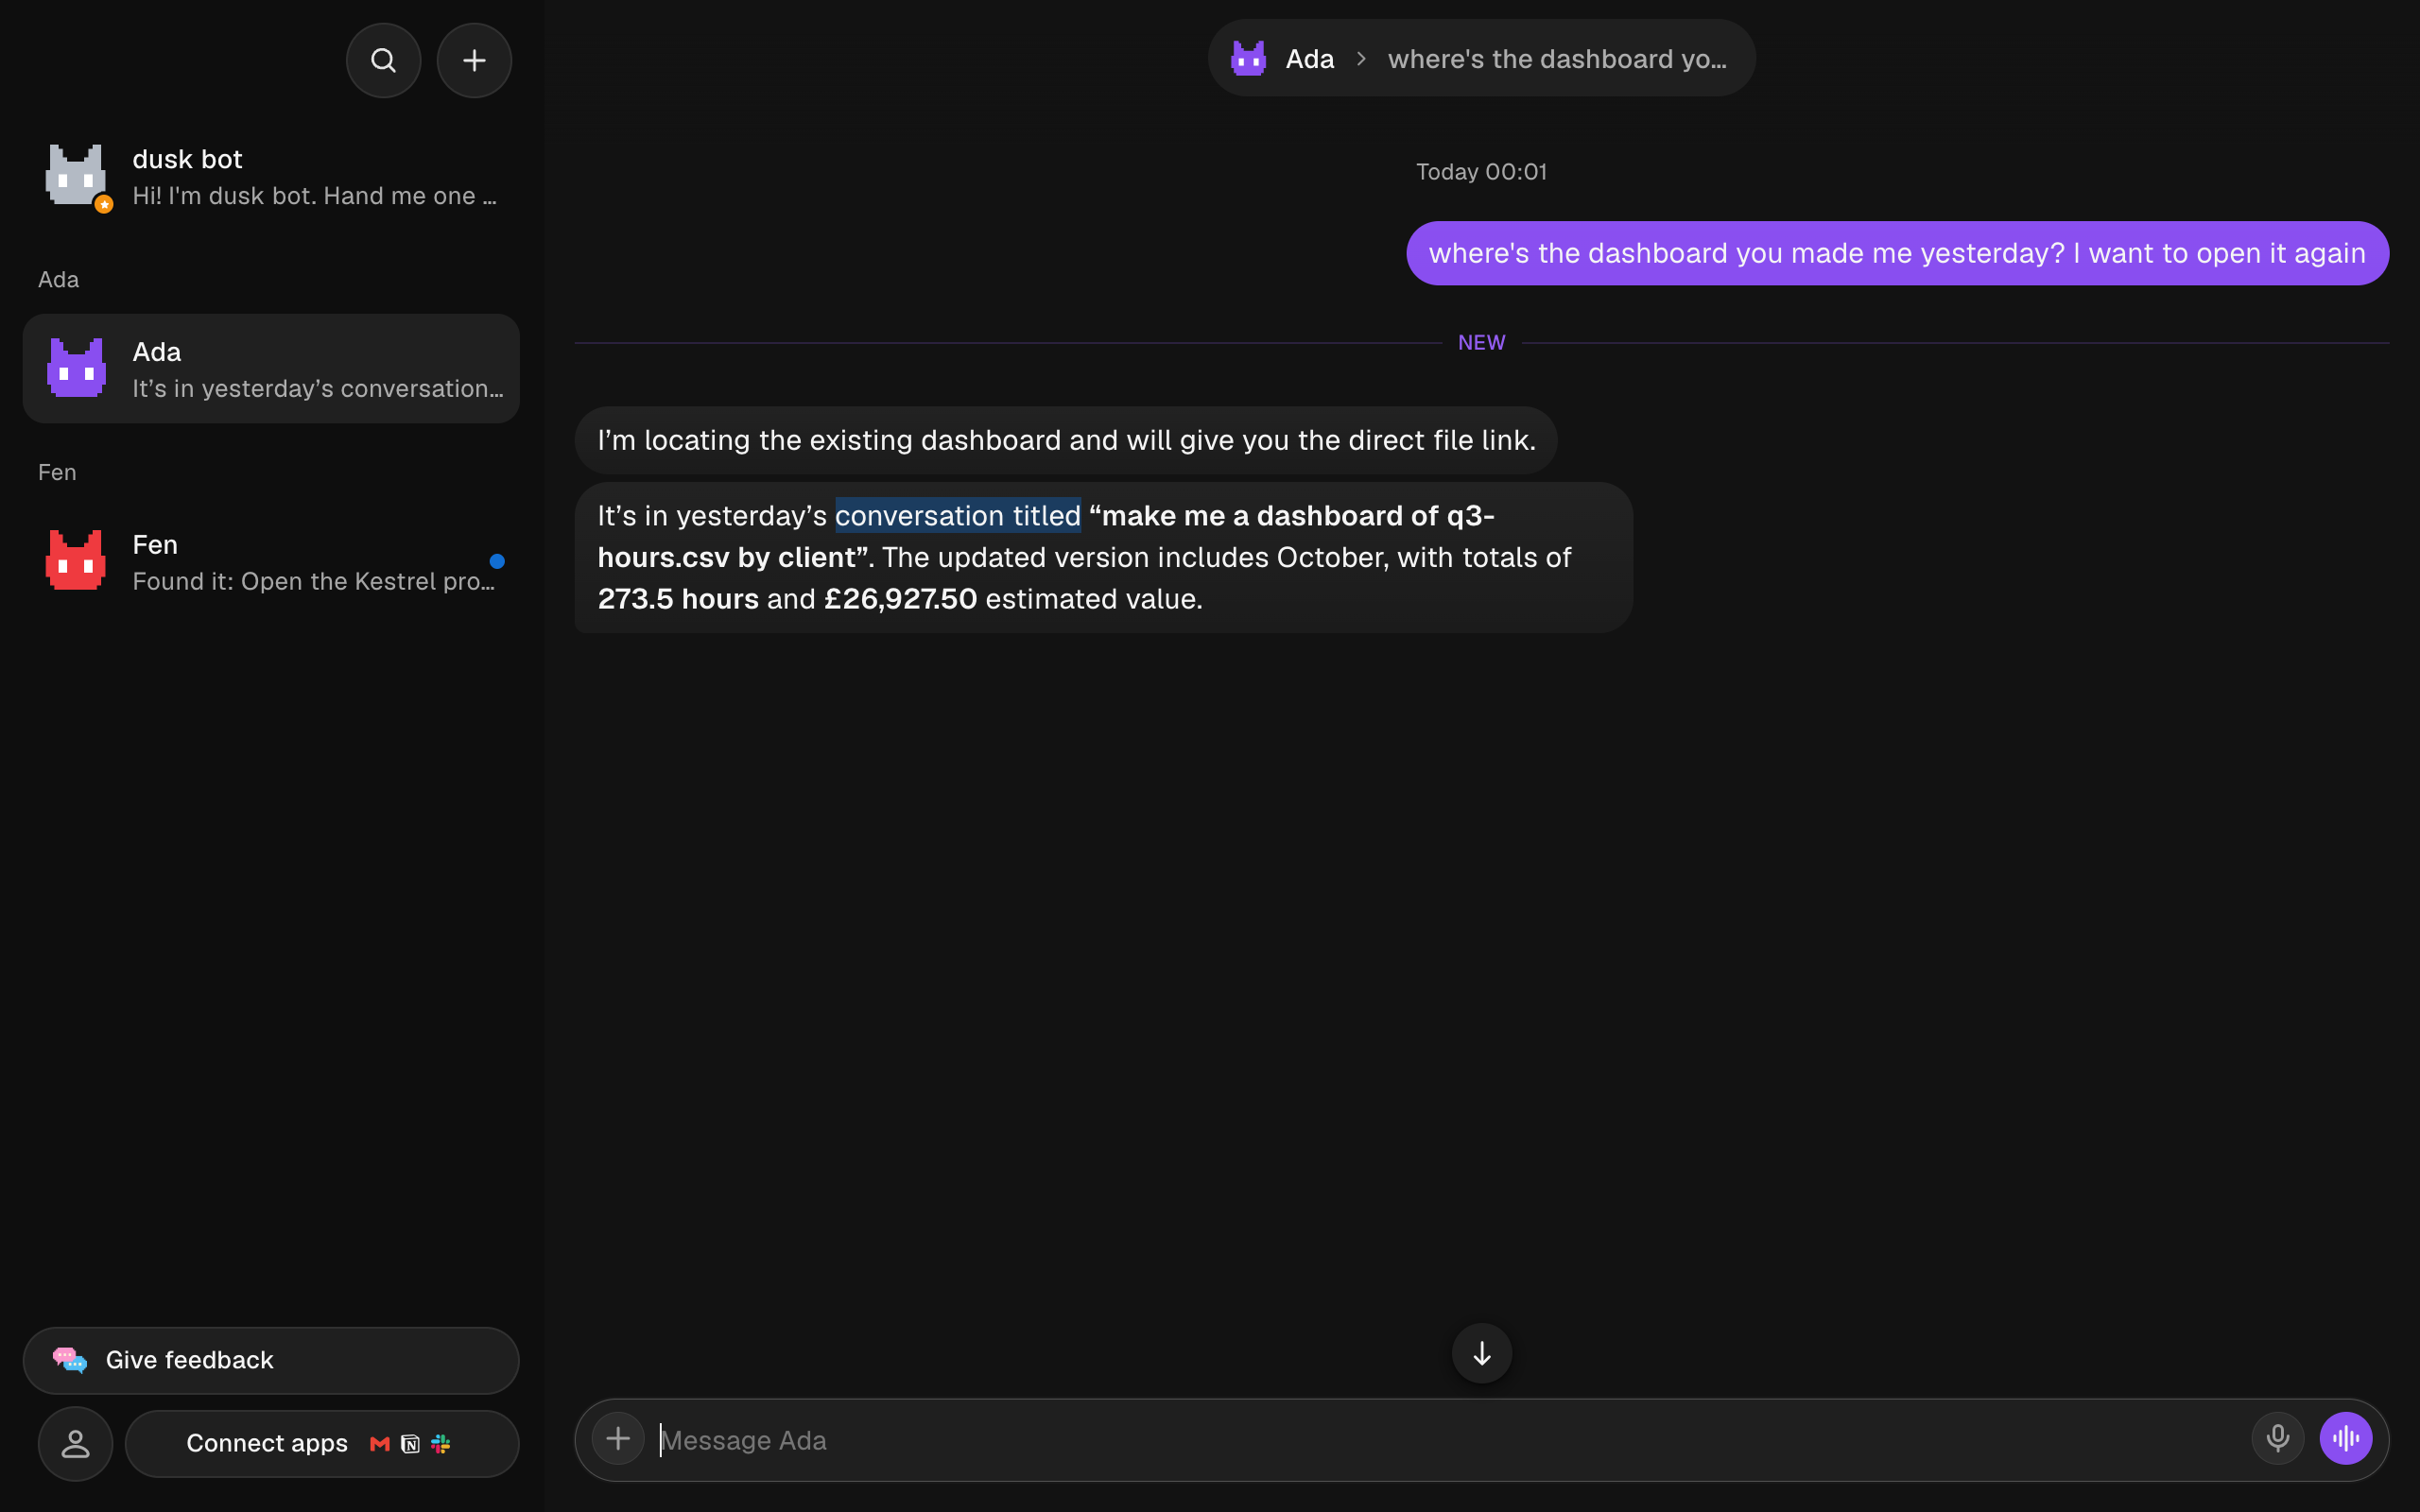 dusk bot
Hi! I'm dusk bot. Hand me one ...
Ada
Ada
It’s in yesterday’s conversation...
Fen
Fen
Found it: Open the Kestrel pro...
Give feedback
Connect apps
Ada > where's the dashboard yo...
Today 00:01
where's the dashboard you made me yesterday? I want to open it again
NEW
I’m locating the existing dashboard and will give you the direct file link.
It’s in yesterday’s conversation titled “make me a dashboard of q3-
hours.csv by client”. The updated version includes October, with totals of
273.5 hours and £26,927.50 estimated value.
Message Ada